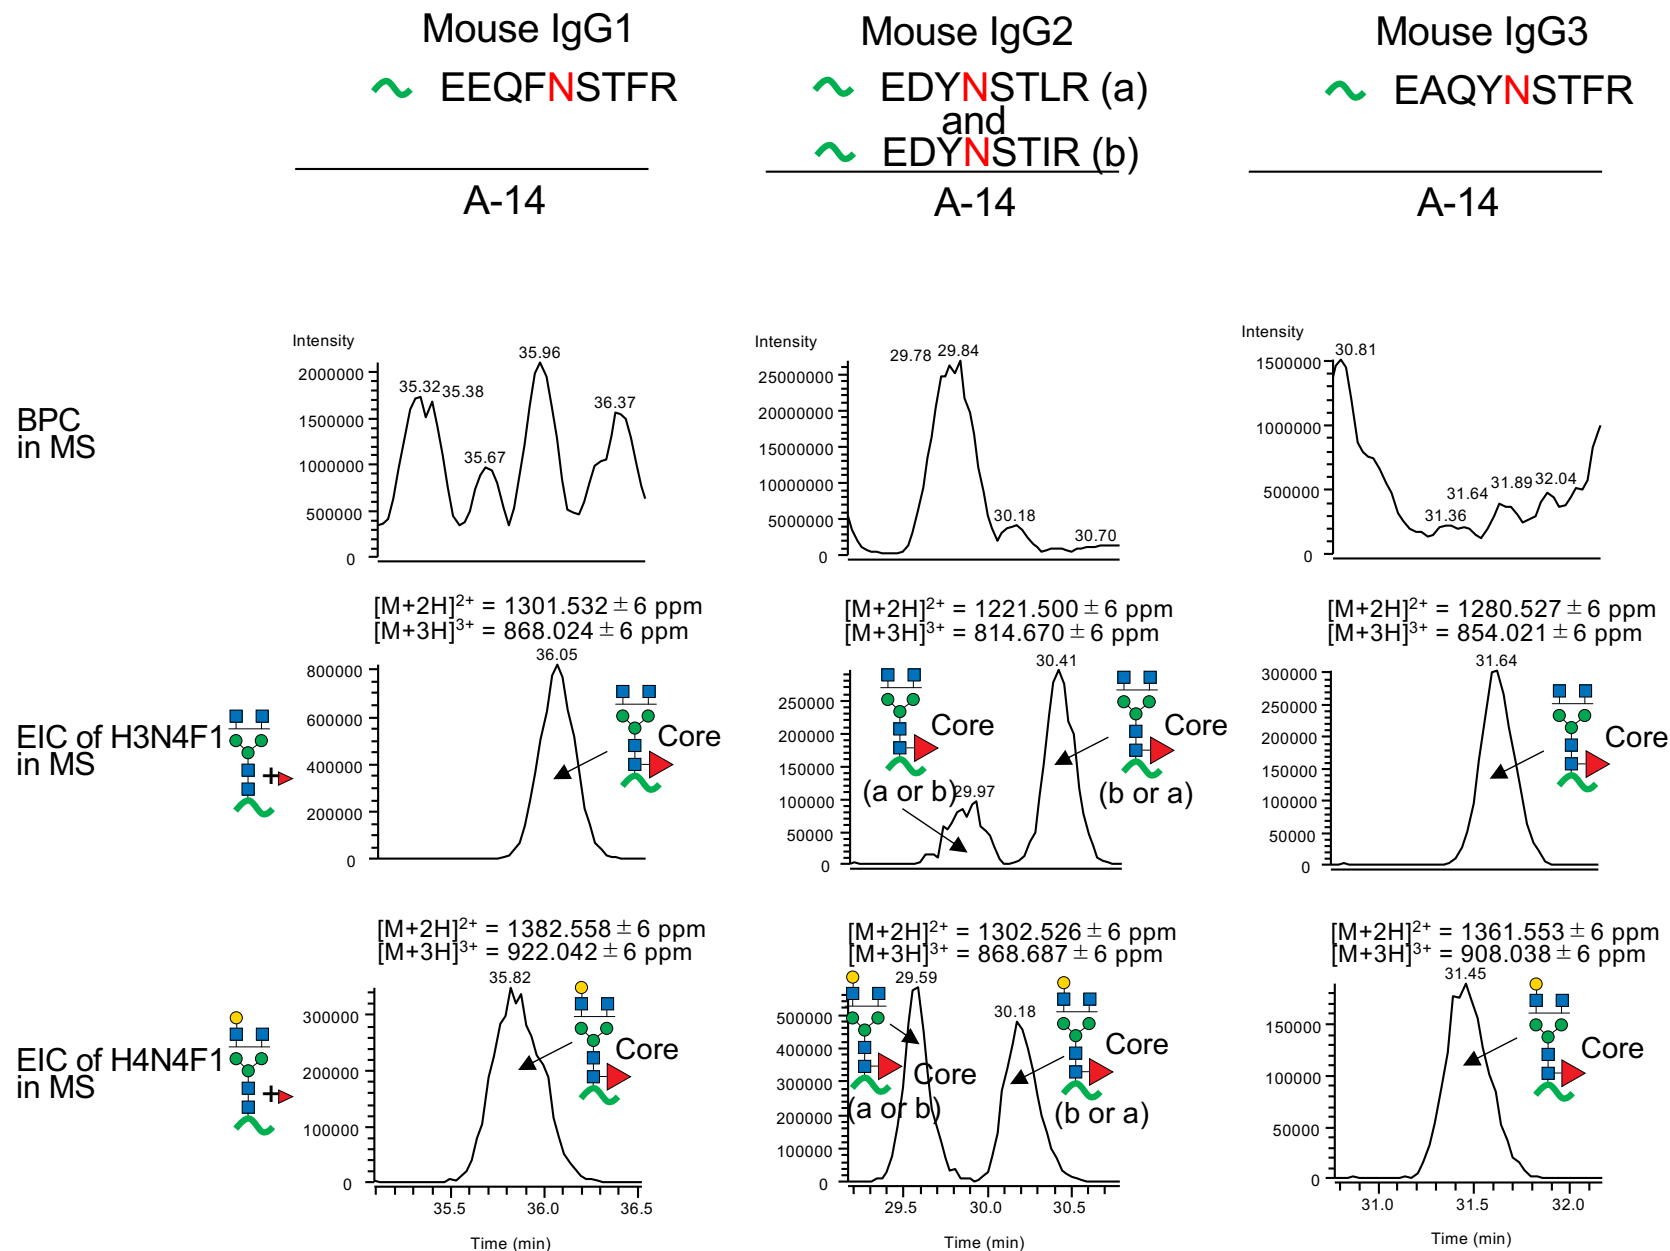 Mouse IgG1
EEQFNSTFR
A-14
Mouse IgG2
EDYNSTLR (a)
and
EDYNSTIR (b)
A-14
Mouse IgG3
EAQYNSTFR
A-14
BPC
in MS
Intensity
2000000
1500000
1000000
500000
0
35.32
35.38
35.67
35.96
36.37
Intensity
25000000
20000000
15000000
10000000
5000000
0
29.78
29.84
30.18
30.70
Intensity
1500000
1000000
500000
0
30.81
31.36
31.64
31.89
32.04
EIC of H3N4F1
in MS
+
[M+2H]2+ = 1301.532 ± 6 ppm
[M+3H]3+ = 868.024 ± 6 ppm
36.05
800000
600000
400000
200000
0
Core
[M+2H]2+ = 1221.500 ± 6 ppm
[M+3H]3+ = 814.670 ± 6 ppm
30.41
250000
200000
150000
100000
50000
0
Core
(a or b)
29.97
Core
(b or a)
[M+2H]2+ = 1280.527 ± 6 ppm
[M+3H]3+ = 854.021 ± 6 ppm
31.64
300000
250000
200000
150000
100000
50000
0
Core
EIC of H4N4F1
in MS
+
[M+2H]2+ = 1382.558 ± 6 ppm
[M+3H]3+ = 922.042 ± 6 ppm
35.82
300000
200000
100000
0
Core
35.5
36.0
36.5
Time (min)
[M+2H]2+ = 1302.526 ± 6 ppm
[M+3H]3+ = 868.687 ± 6 ppm
29.59
30.18
500000
400000
300000
200000
100000
0
Core
(a or b)
Core
(b or a)
29.5
30.0
30.5
Time (min)
[M+2H]2+ = 1361.553 ± 6 ppm
[M+3H]3+ = 908.038 ± 6 ppm
31.45
150000
100000
50000
0
Core
31.0
31.5
32.0
Time (min)